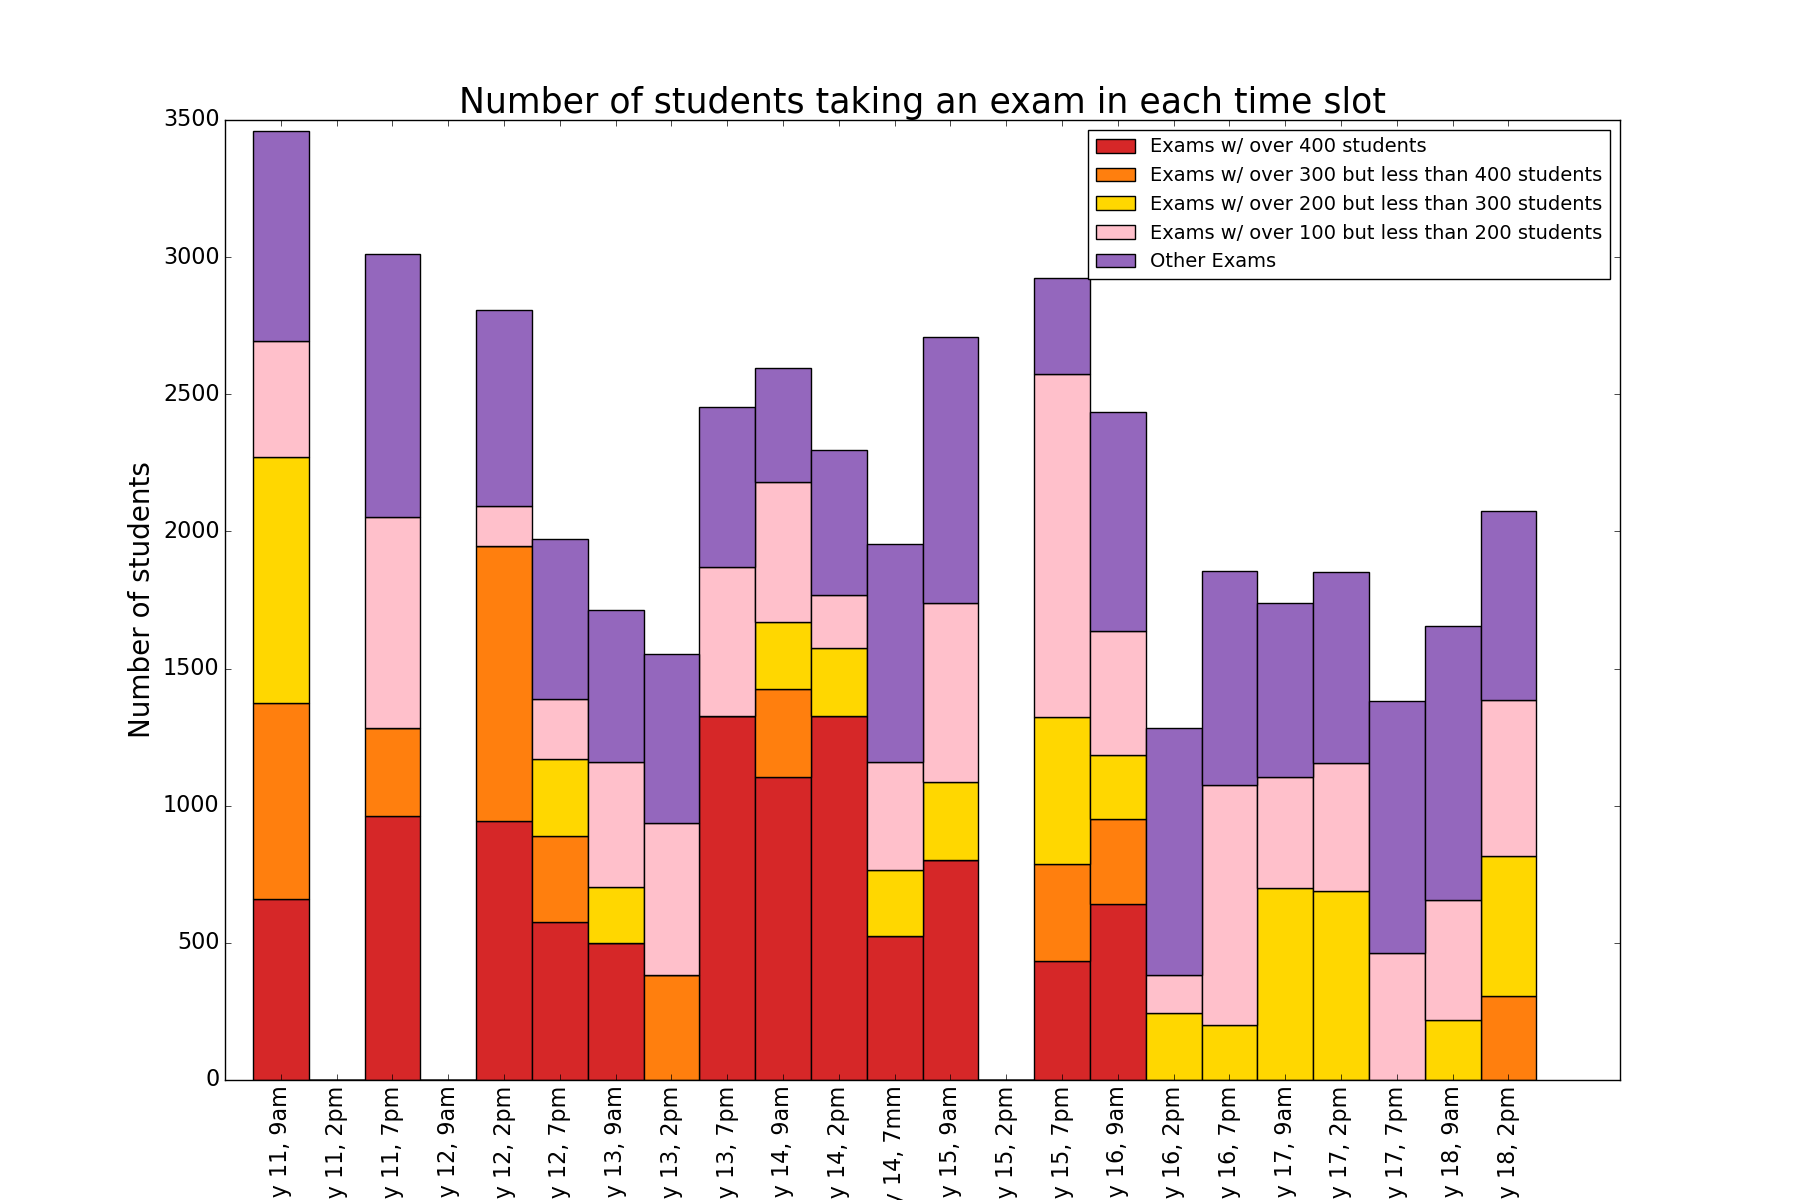 Number of students taking an exam in each time slot
Exams w/ over 400 students
Exams w/ over 300 but less than 400 students
Exams w/ over 200 but less than 300 students
Exams w/ over 100 but less than 200 students
Other Exams
Number of students
3500
3000
2500
2000
1500
1000
500
0
y 11, 9am
y 11, 2pm
y 11, 7pm
y 12, 9am
y 12, 2pm
y 12, 7pm
y 13, 9am
y 13, 2pm
y 13, 7pm
y 14, 9am
y 14, 2pm
y 14, 7mm
y 15, 9am
y 15, 2pm
y 15, 7pm
y 16, 9am
y 16, 2pm
y 16, 7pm
y 17, 9am
y 17, 2pm
y 17, 7pm
y 18, 9am
y 18, 2pm